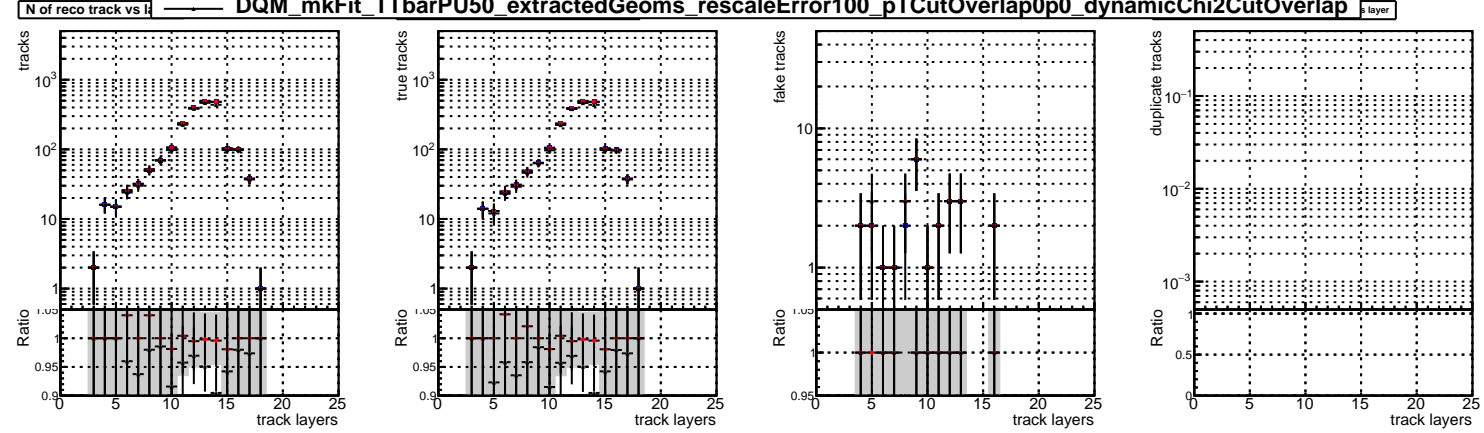 N of reco track vs la
DQM_mkFit_TTbarPU50_extractedGeoms_rescaleError100_pTCutOverlap0p0_dynamicChi2CutOverlap
s layer
tracks
10³
10²
10
1
Ratio
1.05
1
0.95
0.9
0 5 10 15 20 25
track layers
true tracks
10³
10²
10
1
Ratio
1.05
1
0.95
0.9
0 5 10 15 20 25
track layers
fake tracks
10
1
Ratio
1.05
1
0.95
0 5 10 15 20 25
track layers
duplicate tracks
10⁻¹
10⁻²
10⁻³
Ratio
1
0.5
0
0 5 10 15 20 25
track layers